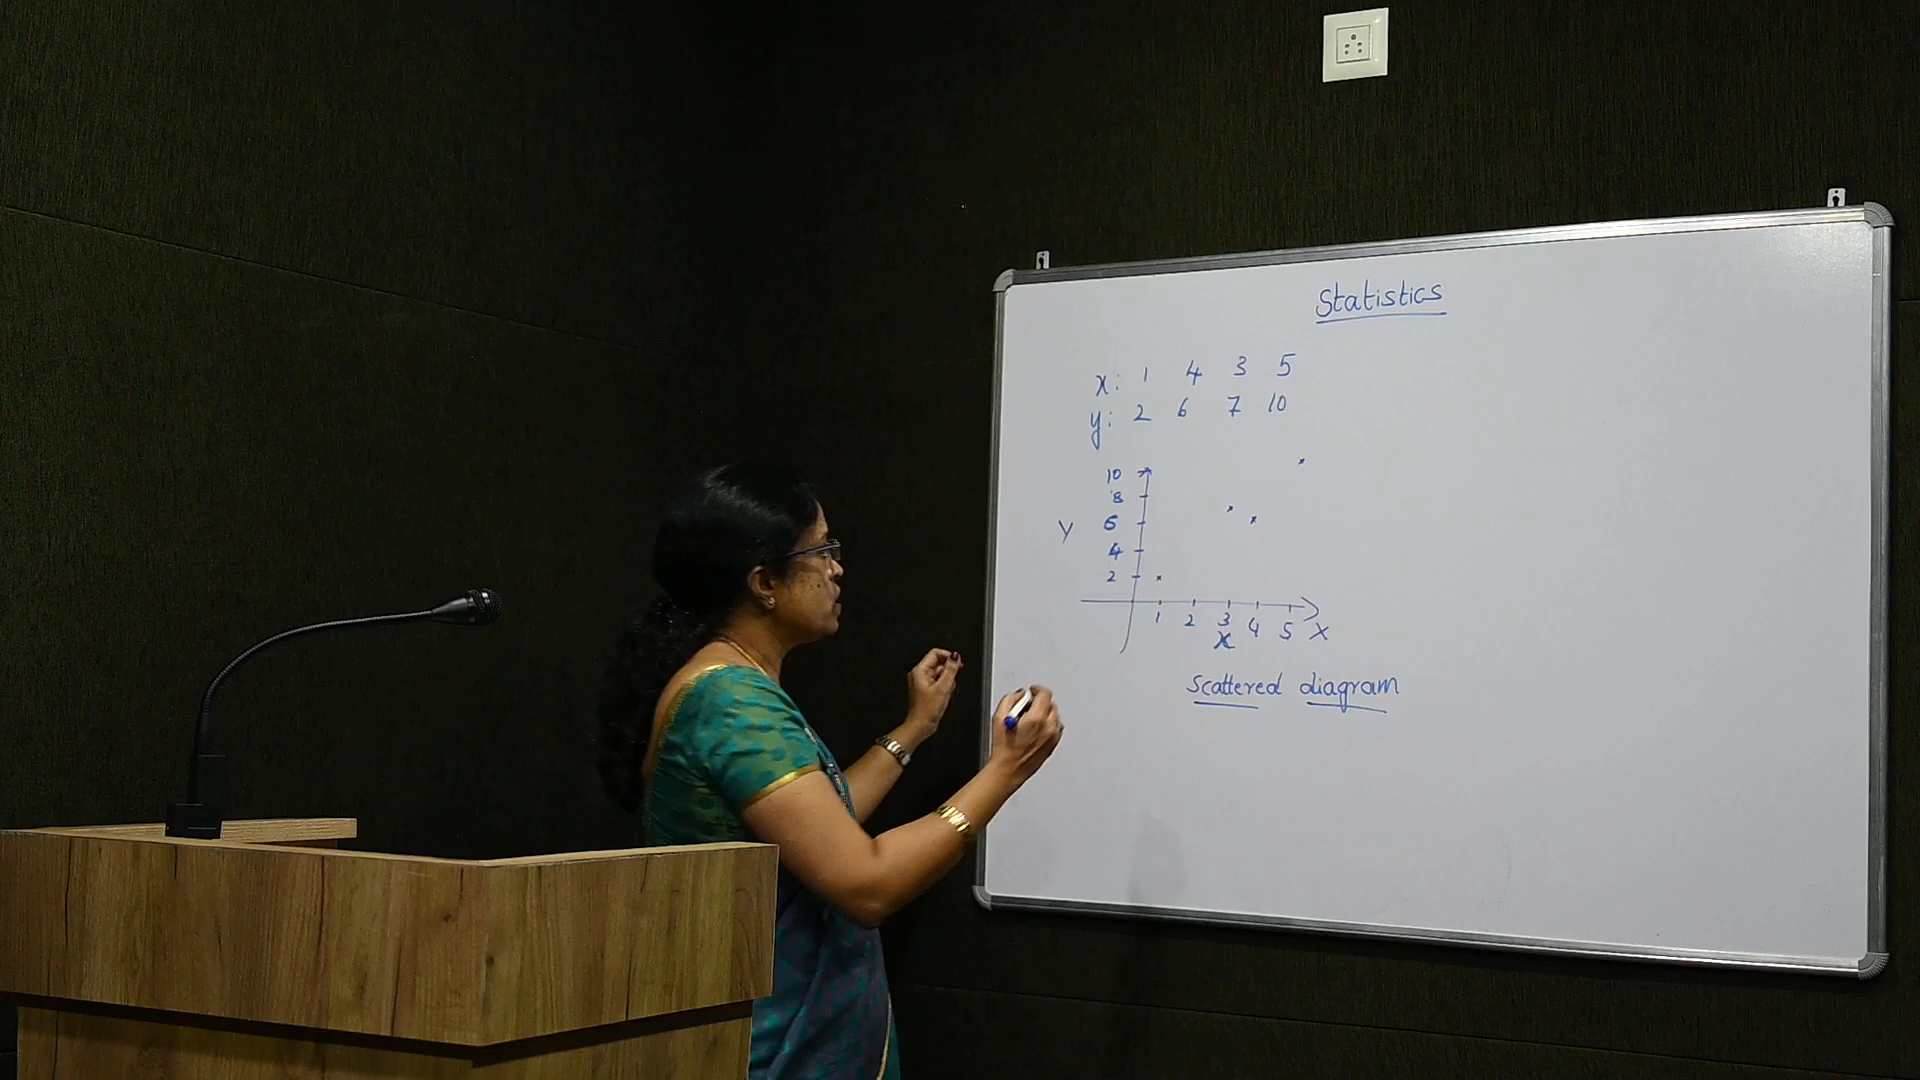 Statistics
x: 1 4 3 5
y: 2 6 7 10
10
8
Y 6
4
2
1 2 3 4 5 X
x
Scattered diagram